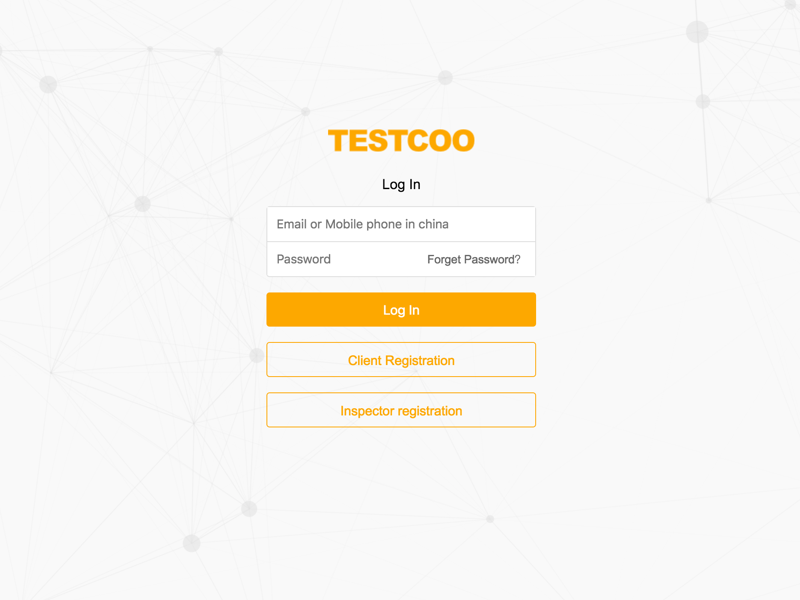 TESTCOO
Log In
Email or Mobile phone in china
Password Forget Password?
Log In
Client Registration
Inspector registration